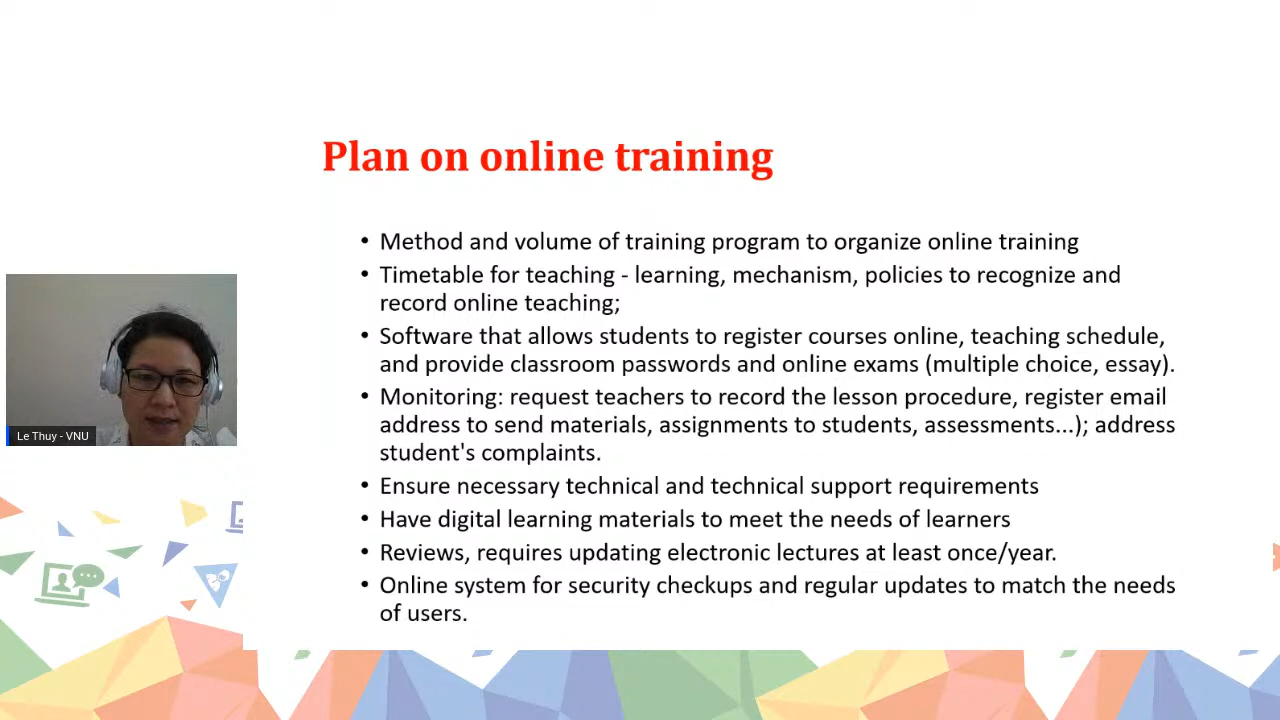 Plan on online training
• Method and volume of training program to organize online training
• Timetable for teaching - learning, mechanism, policies to recognize and
record online teaching;
• Software that allows students to register courses online, teaching schedule,
and provide classroom passwords and online exams (multiple choice, essay).
• Monitoring: request teachers to record the lesson procedure, register email
address to send materials, assignments to students, assessments...); address
student's complaints.
• Ensure necessary technical and technical support requirements
• Have digital learning materials to meet the needs of learners
• Reviews, requires updating electronic lectures at least once/year.
• Online system for security checkups and regular updates to match the needs
of users.
Le Thuy - VNU